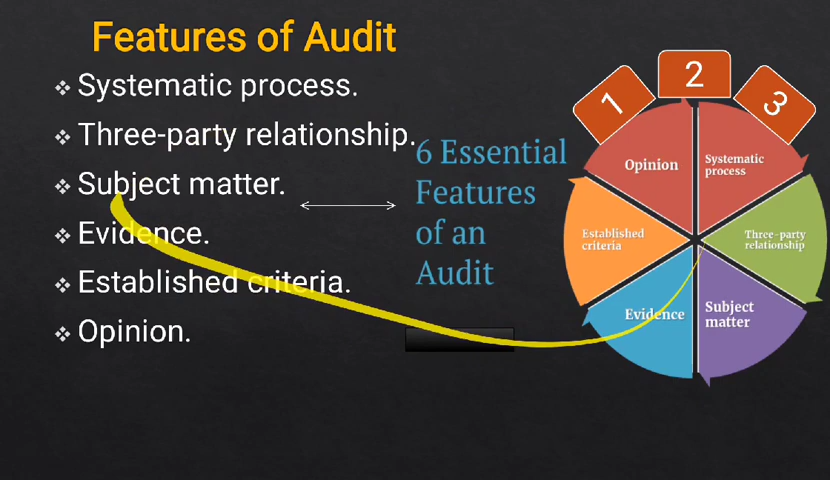 Features of Audit
❖ Systematic process.
❖ Three-party relationship.
❖ Subject matter.
❖ Evidence.
❖ Established criteria.
❖ Opinion.
6 Essential
Features
of an
Audit
1
2
3
Opinion
Systematic
process
Established
criteria
Three-party
relationship
Evidence
Subject
matter